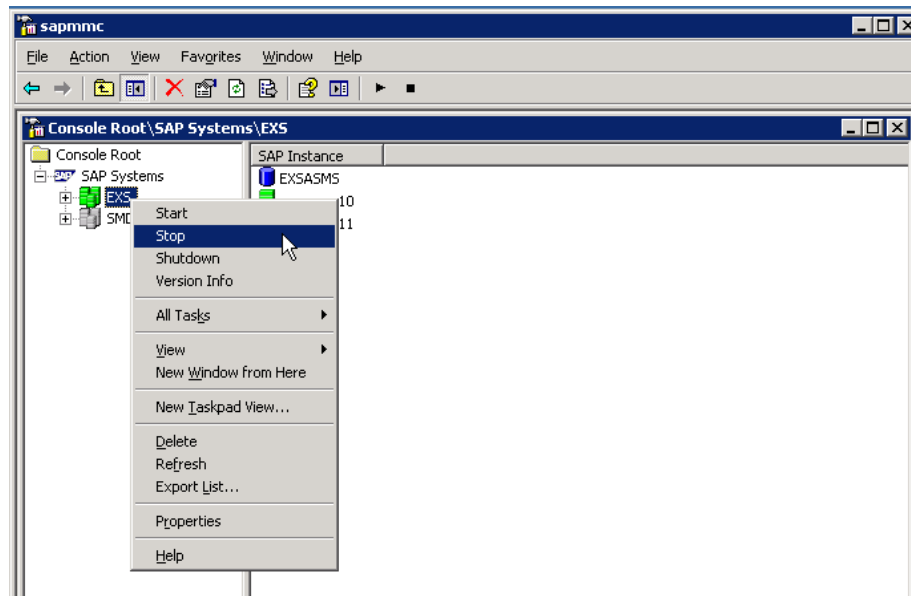 sapmmc
File Action View Favorites Window Help
Console Root\SAP Systems\EXS
Console Root
SAP Instance
SAP SAP Systems
EXSASMS
EXS
10
SMD
11
Start
Stop
Shutdown
Version Info
All Tasks
View
New Window from Here
New Taskpad View...
Delete
Refresh
Export List...
Properties
Help